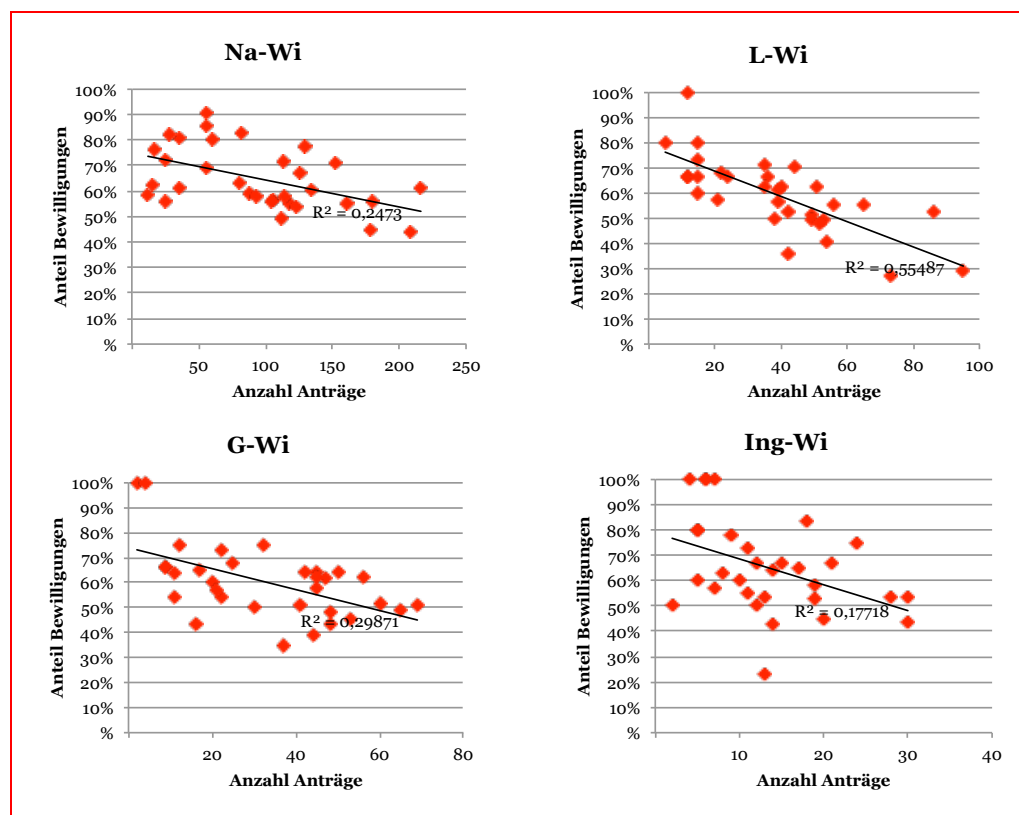 Na-Wi
100%
90%
80%
70%
60%
50%
40%
30%
20%
10%
%
Anteil Bewilligungen
R² = 0,2473
50 100 150 200 250
Anzahl Anträge
L-Wi
100%
90%
80%
70%
60%
50%
40%
30%
20%
10%
%
Anteil Bewilligungen
R² = 0,55487
20 40 60 80 100
Anzahl Anträge
G-Wi
100%
90%
80%
70%
60%
50%
40%
30%
20%
10%
%
Anteil Bewilligungen
R² = 0,29871
20 40 60 80
Anzahl Anträge
Ing-Wi
100%
90%
80%
70%
60%
50%
40%
30%
20%
10%
%
Anteil Bewilligungen
R² = 0,17718
10 20 30 40
Anzahl Anträge